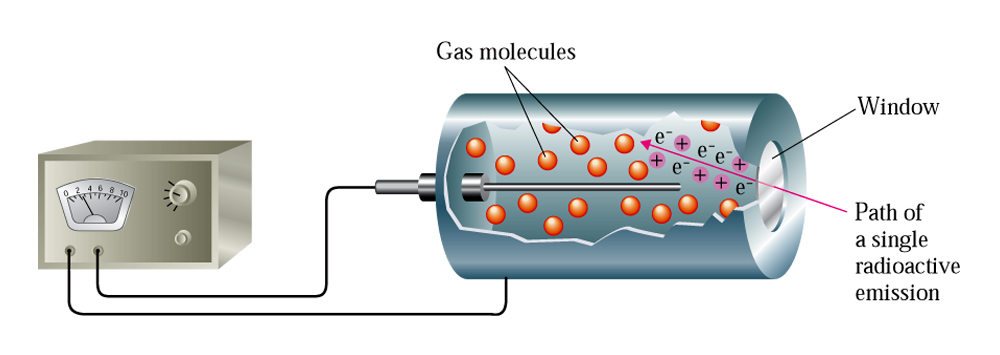 Gas molecules
Window
e⁻ +
e⁻ e⁻
+ e⁻ + +
+ e⁻
0 2 4 6 8 10
Path of
a single
radioactive
emission